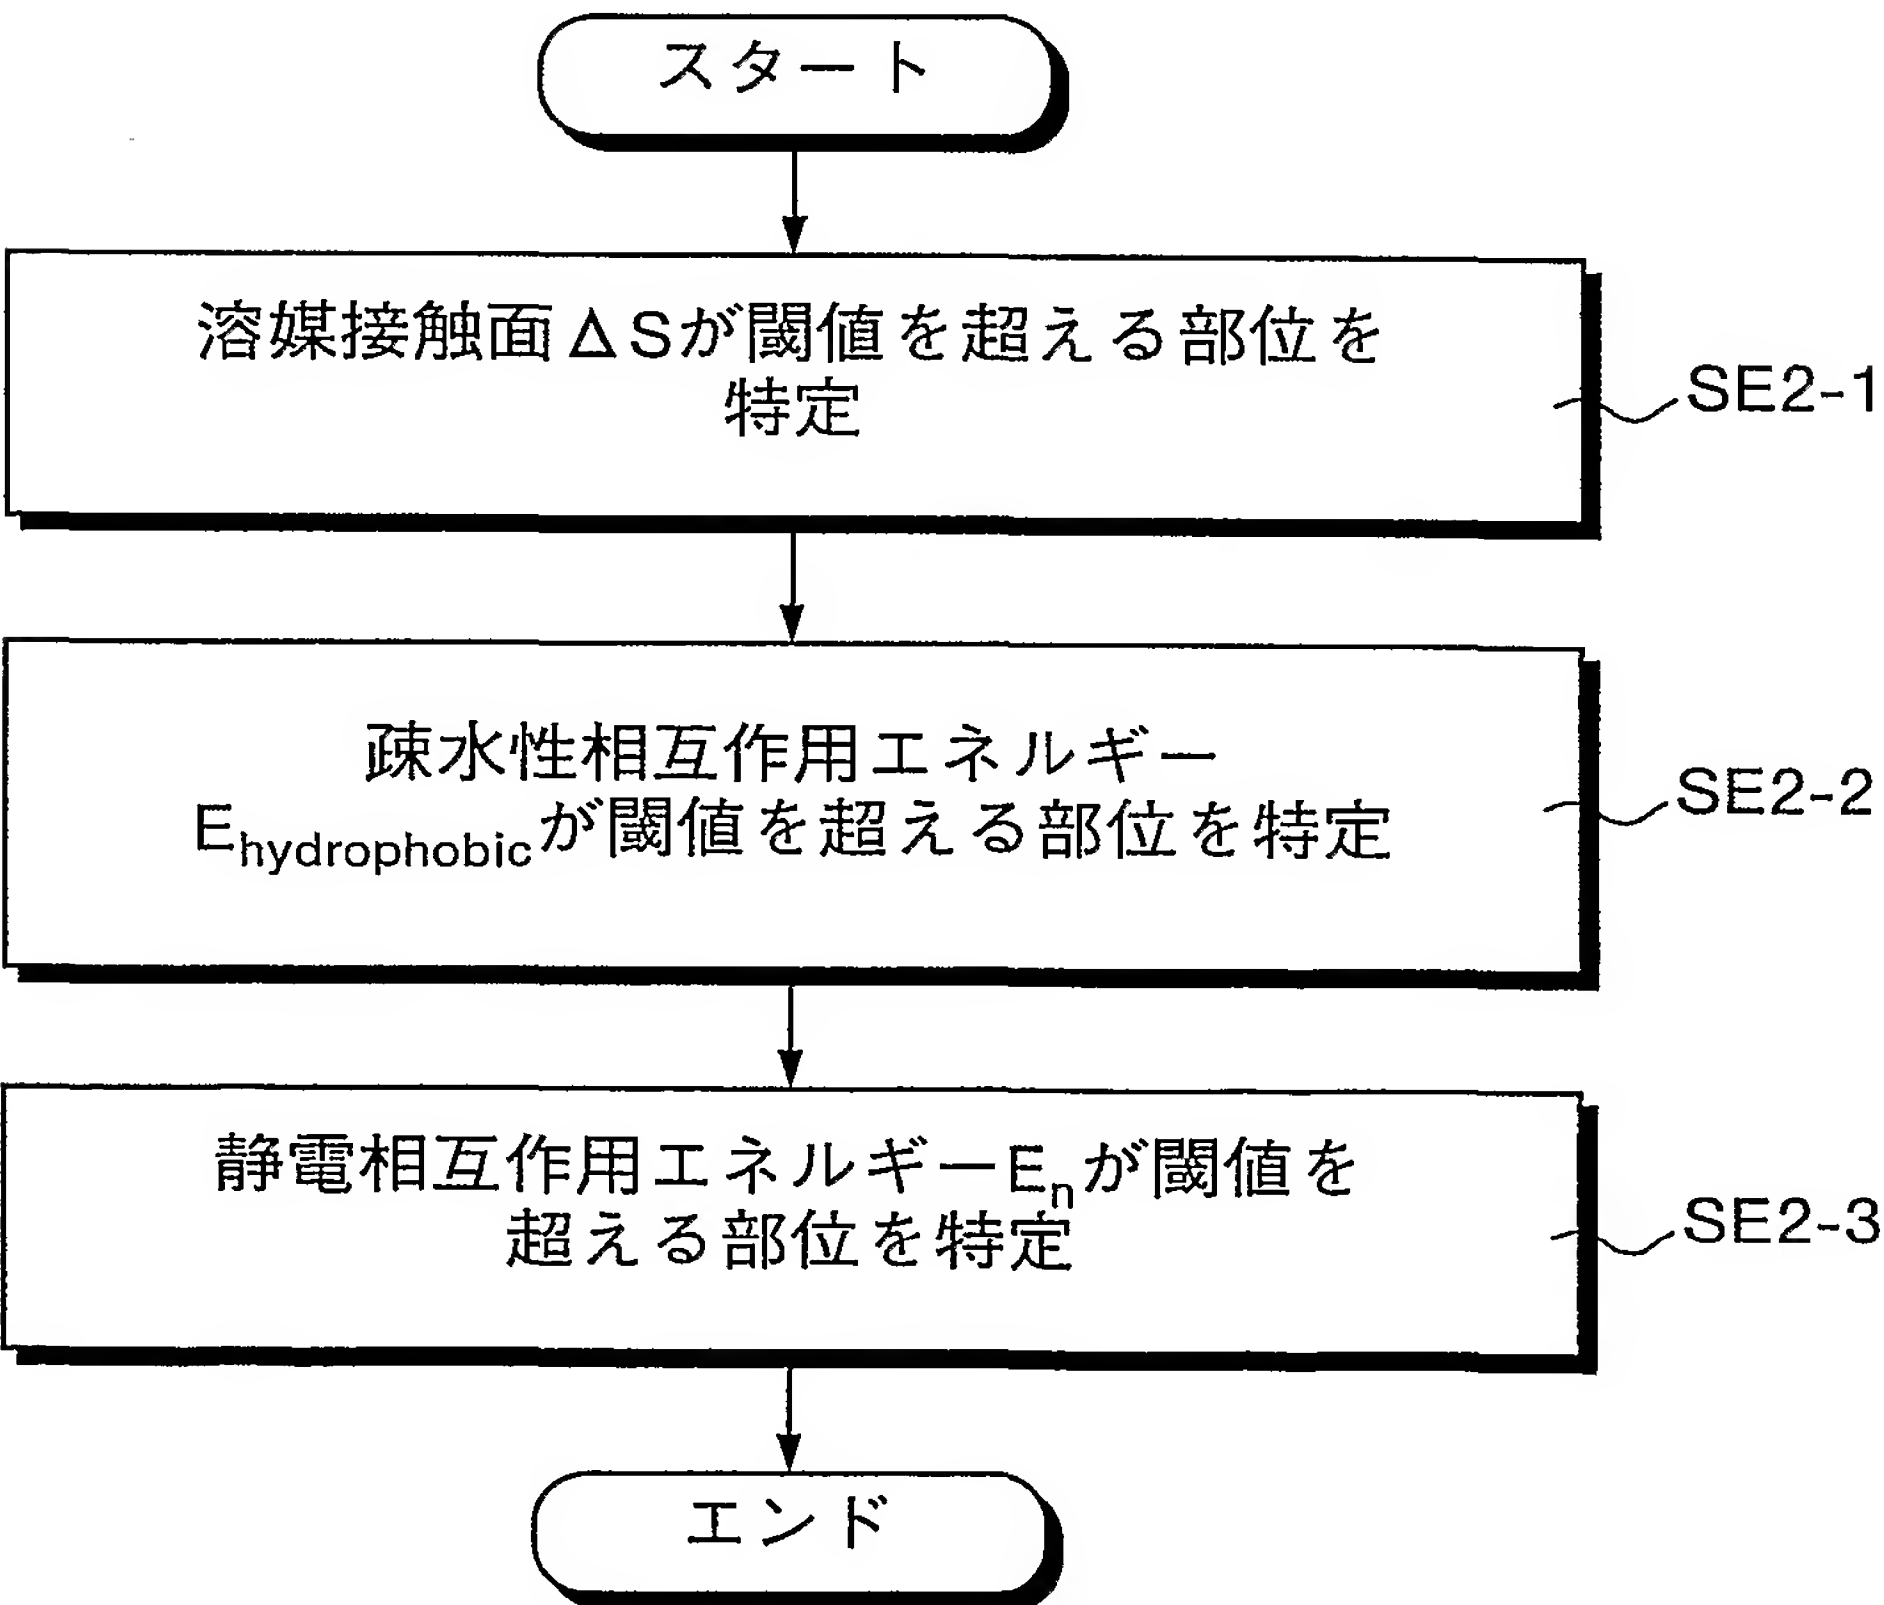 スタート
溶媒接触面ΔSが閾値を超える部位を
特定
SE2-1
疎水性相互作用エネルギー
Ehydrophobicが閾値を超える部位を特定
SE2-2
静電相互作用エネルギーEnが閾値を
超える部位を特定
SE2-3
エンド